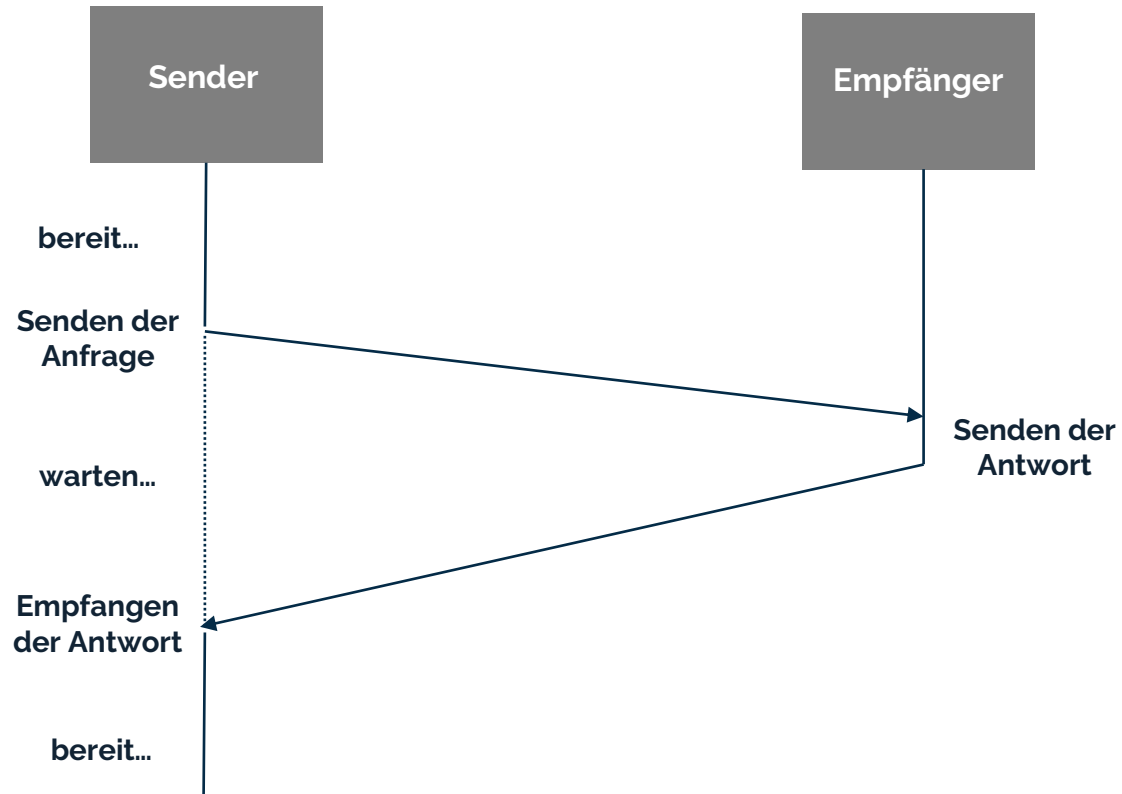 Sender
Empfänger
bereit...
Senden der
Anfrage
Senden der
Antwort
warten...
Empfangen
der Antwort
bereit...